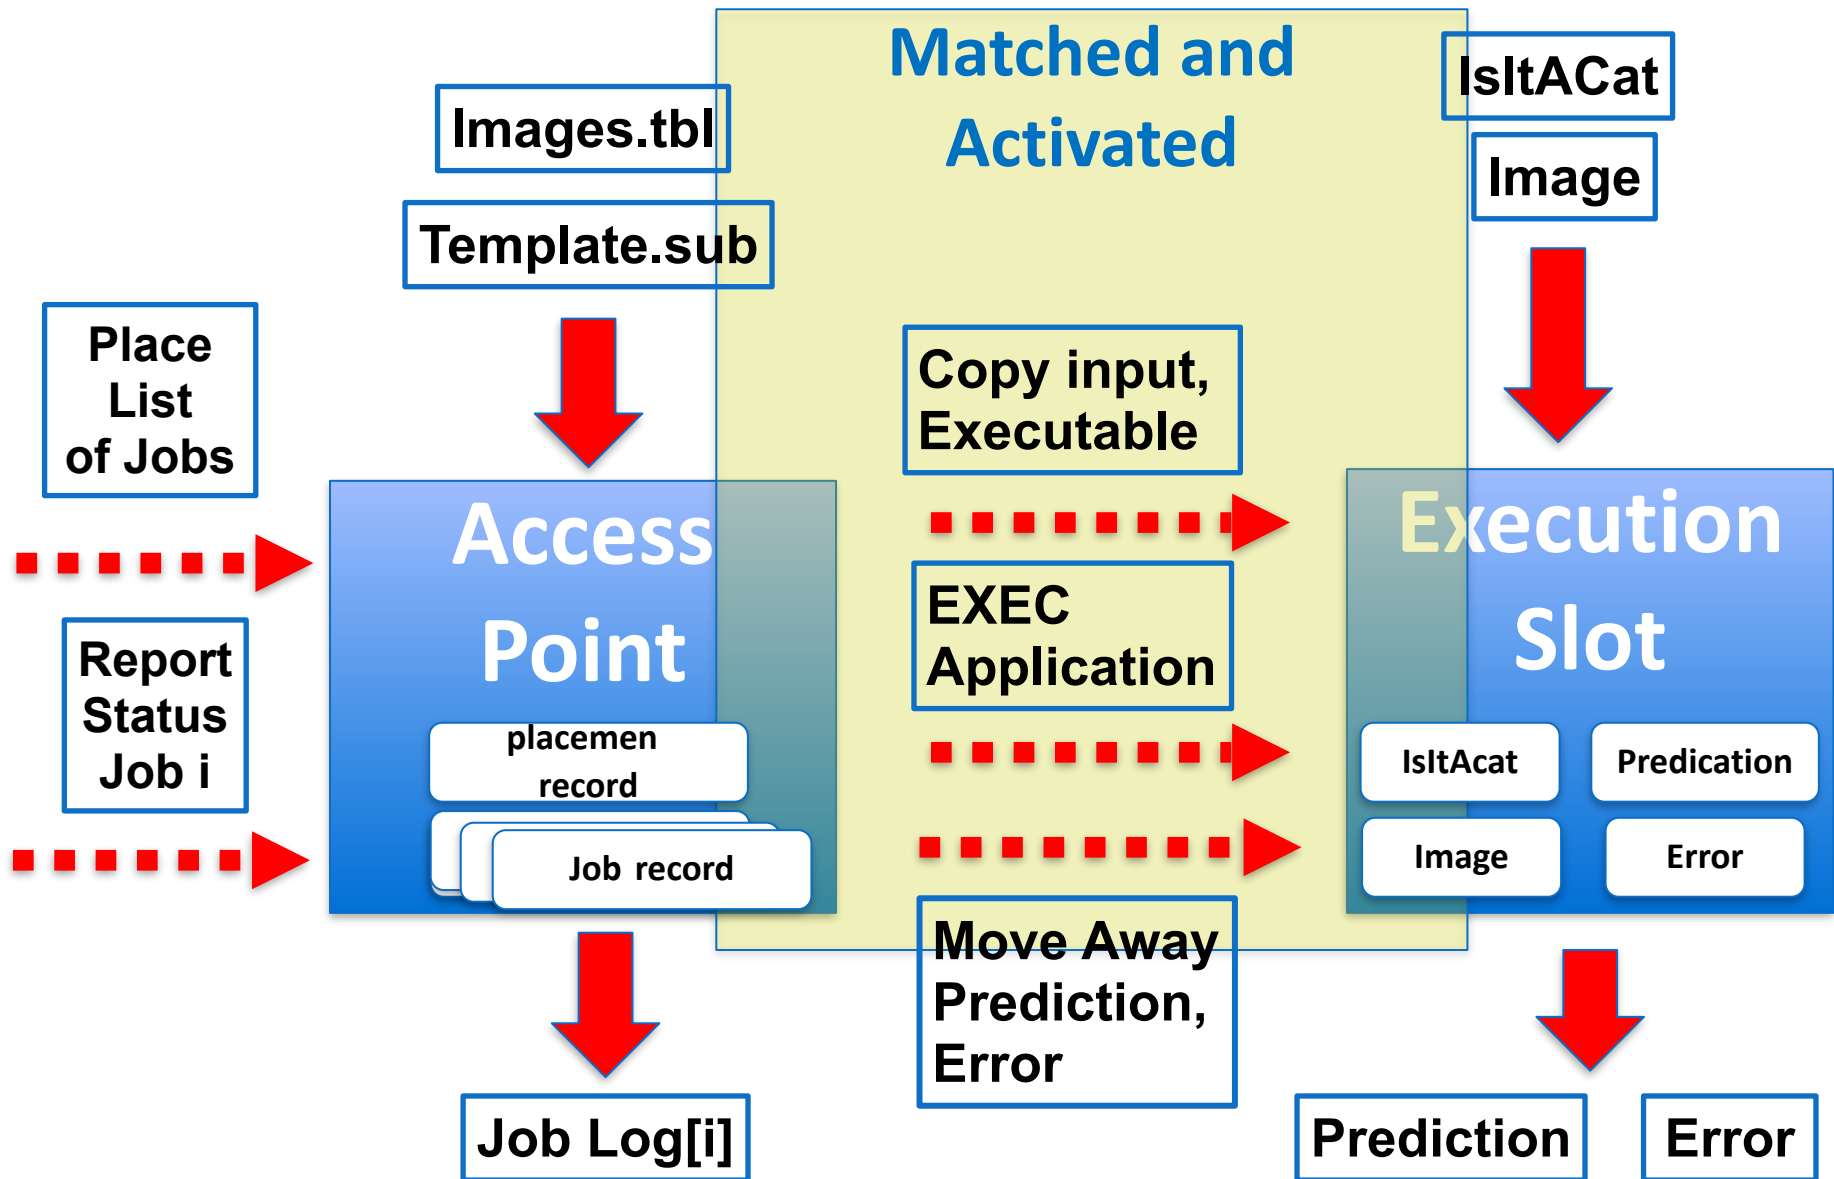 Matched and
Activated
IsItACat
Image
Images.tbl
Template.sub
Place
List
of Jobs
Report
Status
Job i
Access
Point
placemen
record
Job record
Copy input,
Executable
EXEC
Application
Move Away
Prediction,
Error
Execution
Slot
IsItAcat
Predication
Image
Error
Job Log[i]
Prediction
Error